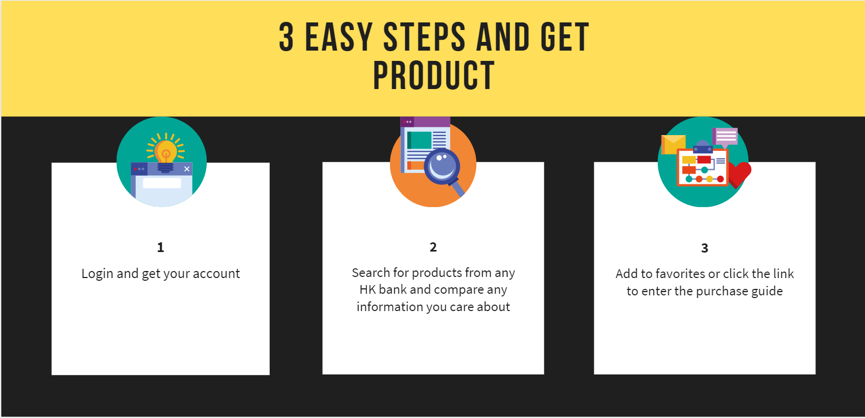 3 EASY STEPS AND GET
PRODUCT
1
Login and get your account
2
Search for products from any
HK bank and compare any
information you care about
3
Add to favorites or click the link
to enter the purchase guide